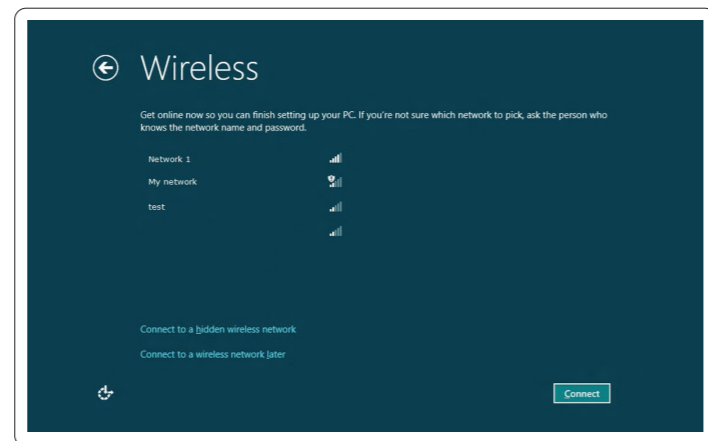 Wireless
Get online now so you can finish setting up your PC. If you're not sure which network to pick, ask the person who
knows the network name and password.
Network 1
My network
test
Connect to a hidden wireless network
Connect to a wireless network later
Connect